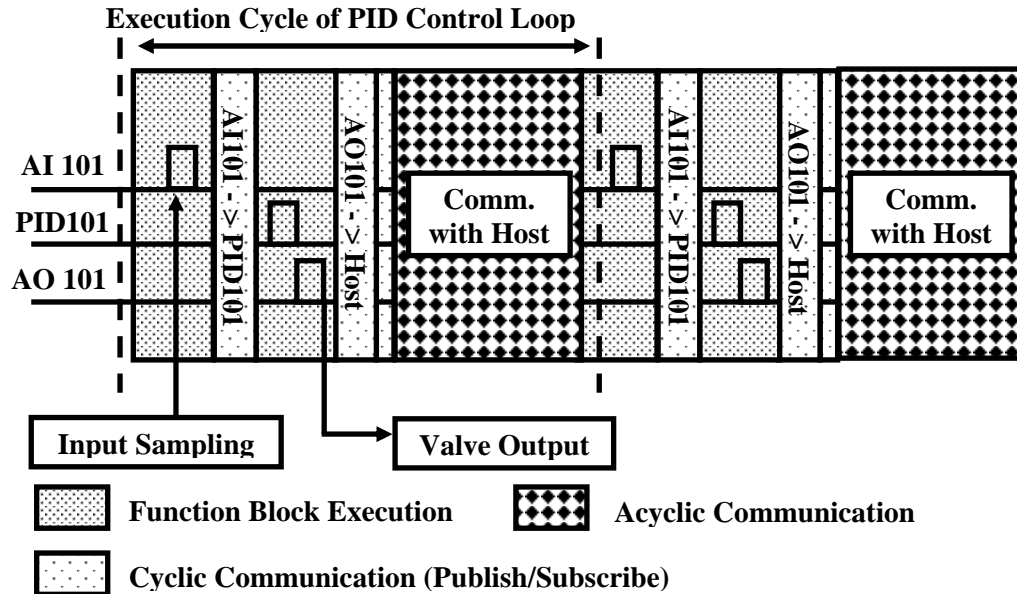 Execution Cycle of PID Control Loop
AI 101
PID101
AO 101
AI101 - > PID101
AO101 - > Host
Comm.
with Host
AI101 - > PID101
AO101 - > Host
Comm.
with Host
Input Sampling
Valve Output
Function Block Execution
Acyclic Communication
Cyclic Communication (Publish/Subscribe)